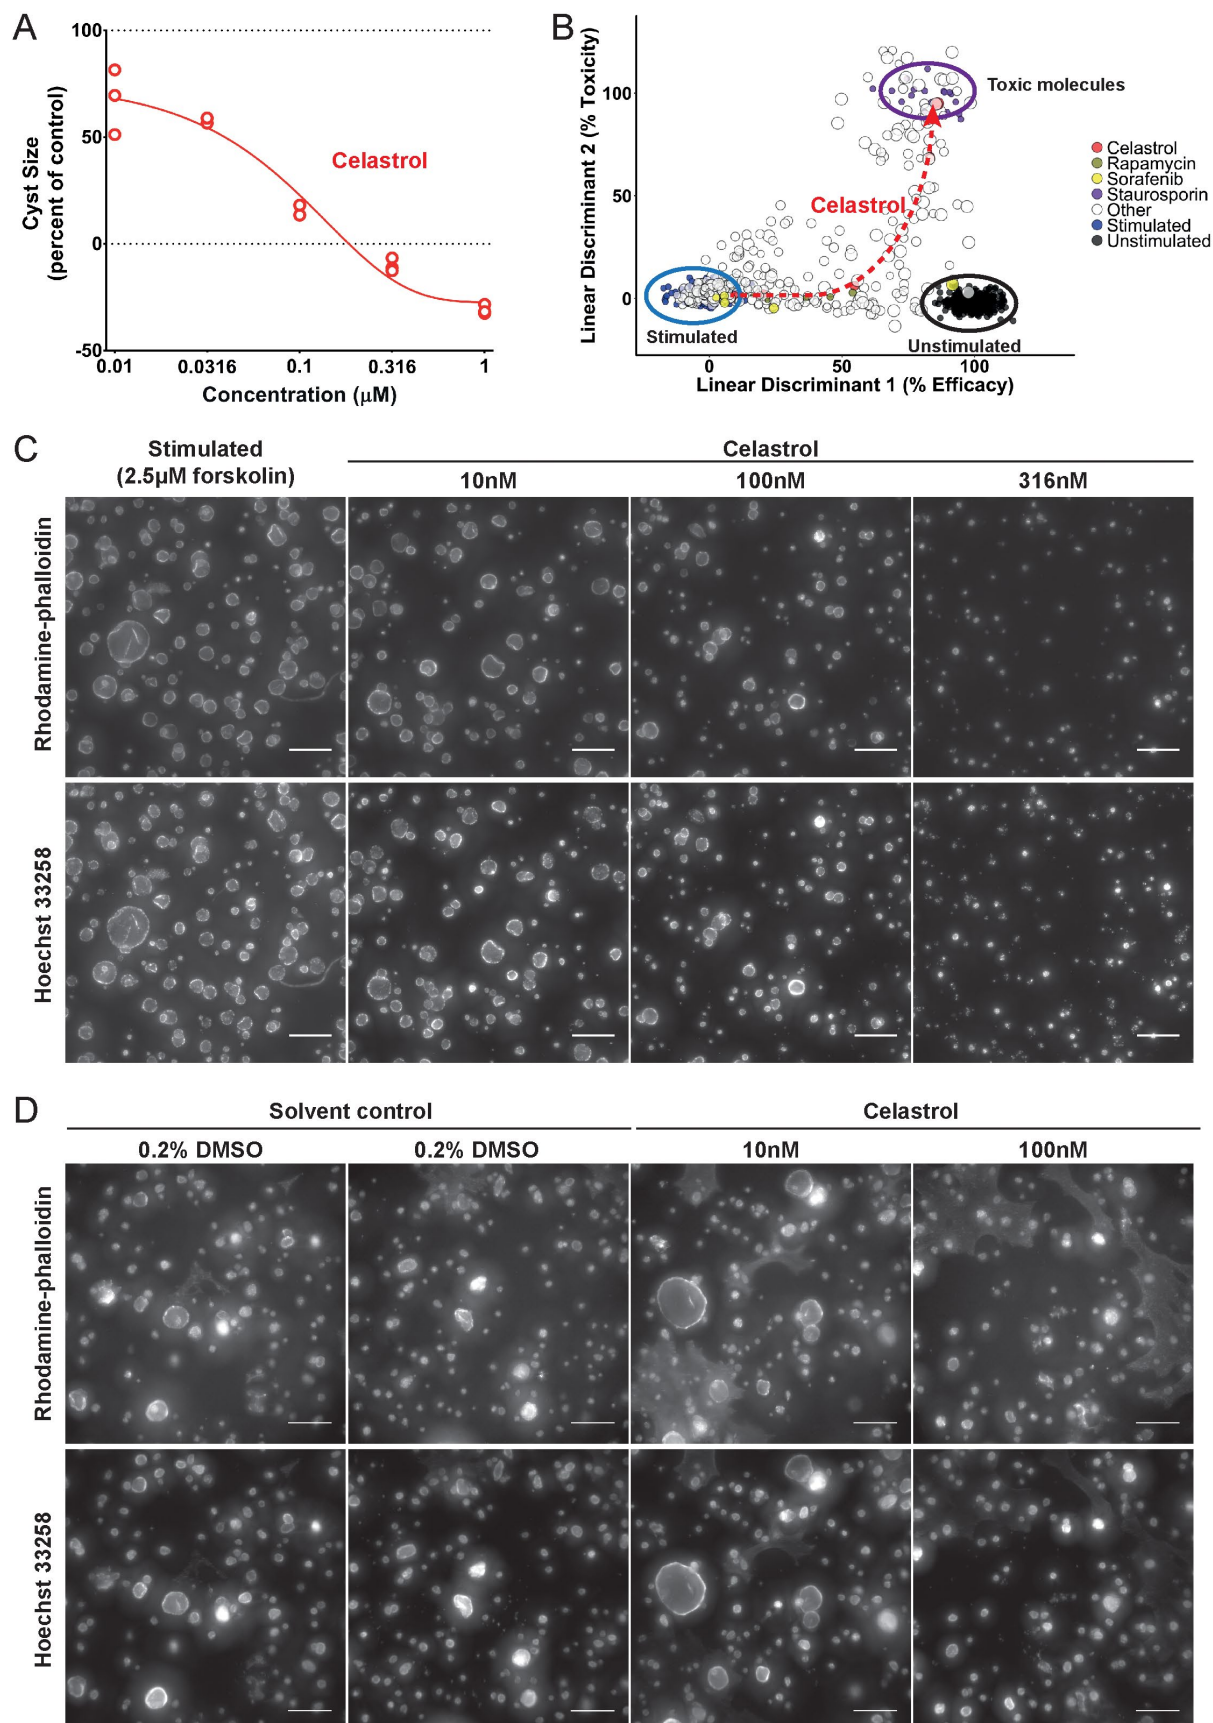 A
100
50
0
-50
0.01 0.0316 0.1 0.316 1
Cyst Size
(percent of control)
Concentration (µM)
Celastrol
B
100
50
0
0 50 100
Linear Discriminant 2 (% Toxicity)
Linear Discriminant 1 (% Efficacy)
Toxic molecules
Celastrol
Stimulated
Unstimulated
Celastrol
Rapamycin
Sorafenib
Staurosporin
Other
Stimulated
Unstimulated
C
Stimulated
(2.5µM forskolin)
Celastrol
10nM 100nM 316nM
Rhodamine-phalloidin
Hoechst 33258
D
Solvent control Celastrol
0.2% DMSO 0.2% DMSO 10nM 100nM
Rhodamine-phalloidin
Hoechst 33258